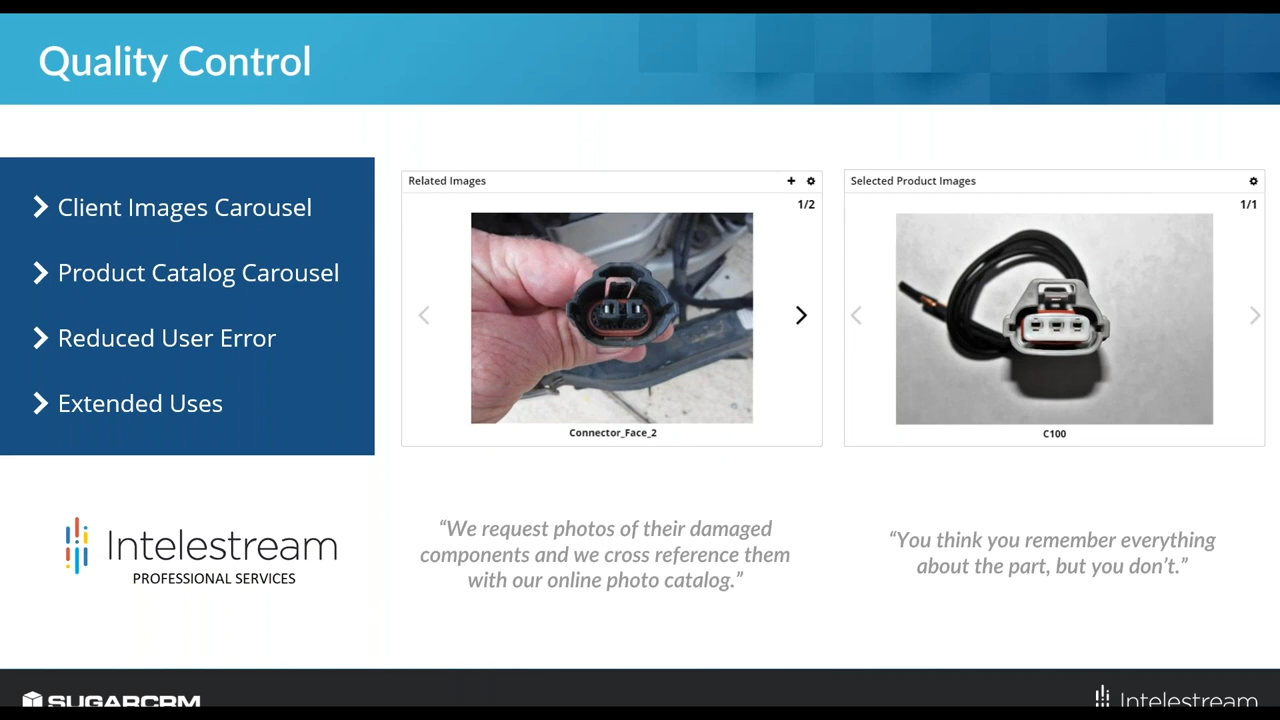 Quality Control
Client Images Carousel
Product Catalog Carousel
Reduced User Error
Extended Uses
Related Images
1/2
Connector_Face_2
Selected Product Images
1/1
C100
Intelestream
PROFESSIONAL SERVICES
“We request photos of their damaged
components and we cross reference them
with our online photo catalog.”
“You think you remember everything
about the part, but you don’t.”
SUGARCRM
Intelestream